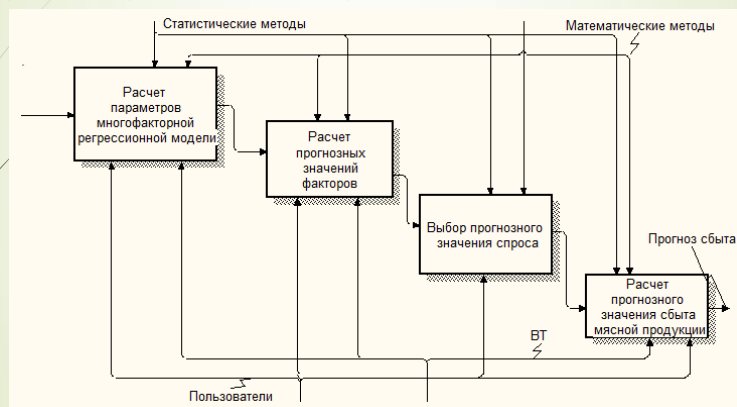 Статистические методы
Математические методы
Расчет
параметров
многофакторной
регрессионной модели
Расчет
прогнозных
значений
факторов
Выбор прогнозного
значения спроса
Прогноз сбыта
Расчет
прогнозного
значения сбыта
мясной продукции
ВТ
Пользователи